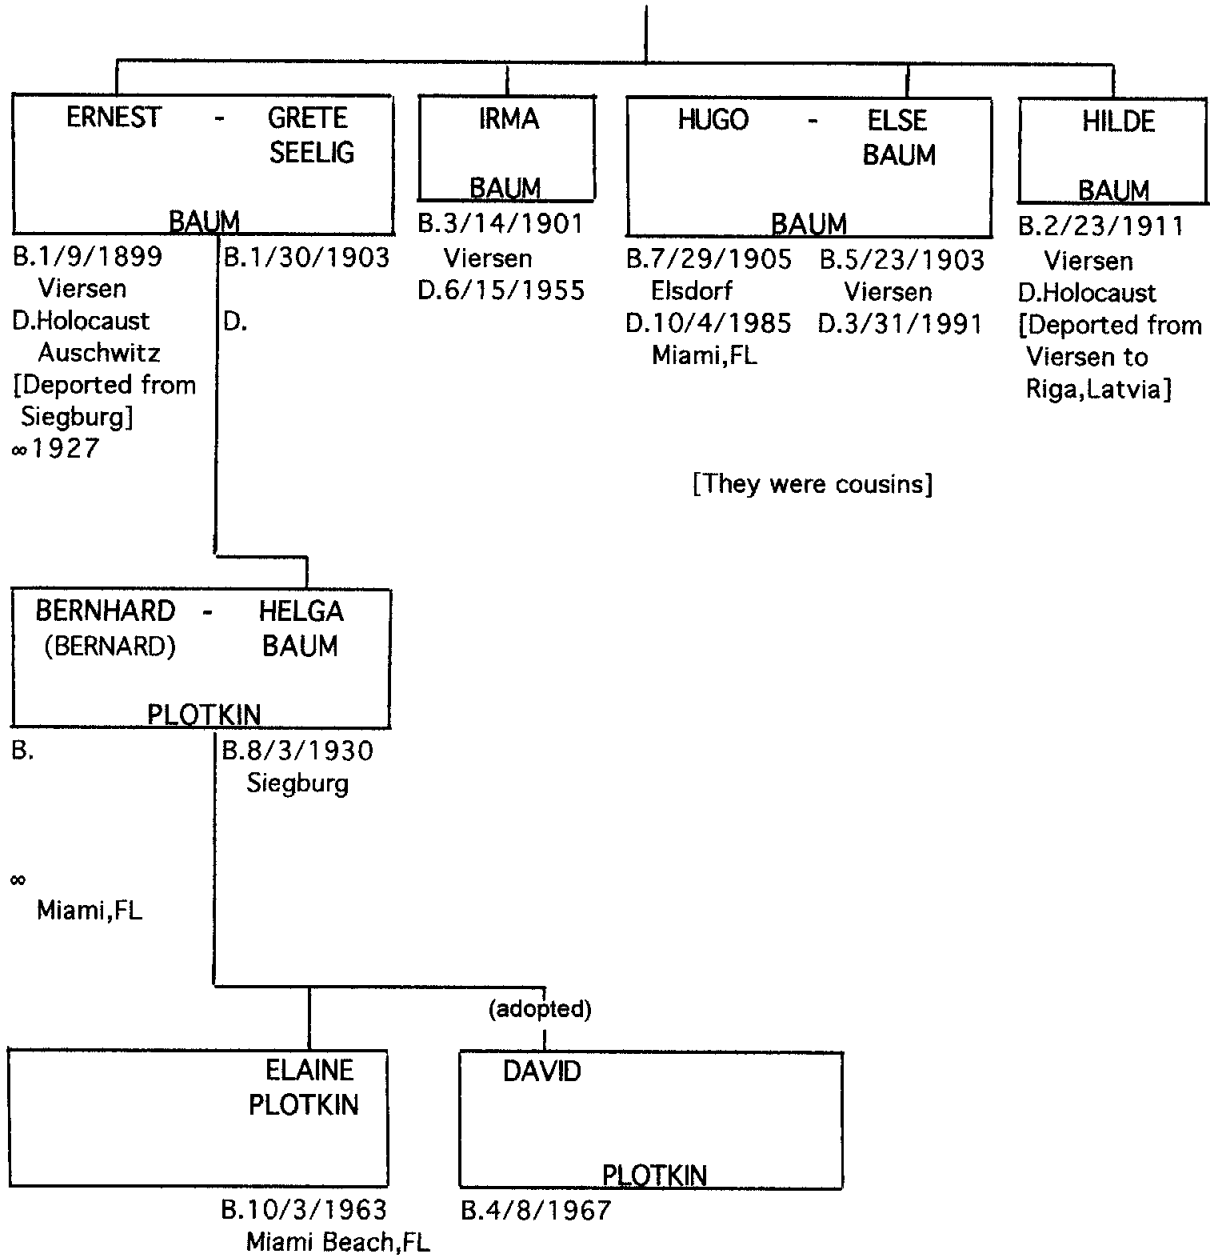 ERNEST - GRETE
SEELIG
BAUM
B.1/9/1899
Viersen
D.Holocaust
Auschwitz
[Deported from
Siegburg]
∞1927
B.1/30/1903
D.
IRMA
BAUM
B.3/14/1901
Viersen
D.6/15/1955
HUGO - ELSE
BAUM
BAUM
B.7/29/1905
Elsdorf
D.10/4/1985
Miami,FL
B.5/23/1903
Viersen
D.3/31/1991
[They were cousins]
HILDE
BAUM
B.2/23/1911
Viersen
D.Holocaust
[Deported from
Viersen to
Riga,Latvia]
BERNHARD - HELGA
(BERNARD) BAUM
PLOTKIN
B.
∞
Miami,FL
B.8/3/1930
Siegburg
ELAINE
PLOTKIN
B.10/3/1963
Miami Beach,FL
(adopted)
DAVID
PLOTKIN
B.4/8/1967